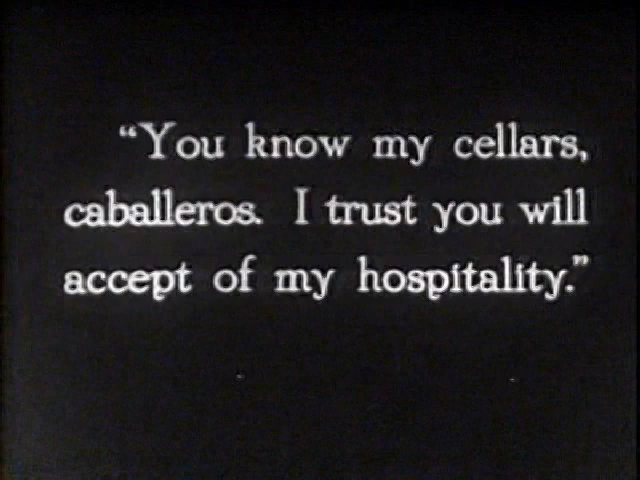 “You know my cellars,
caballeros. I trust you will
accept of my hospitality.”